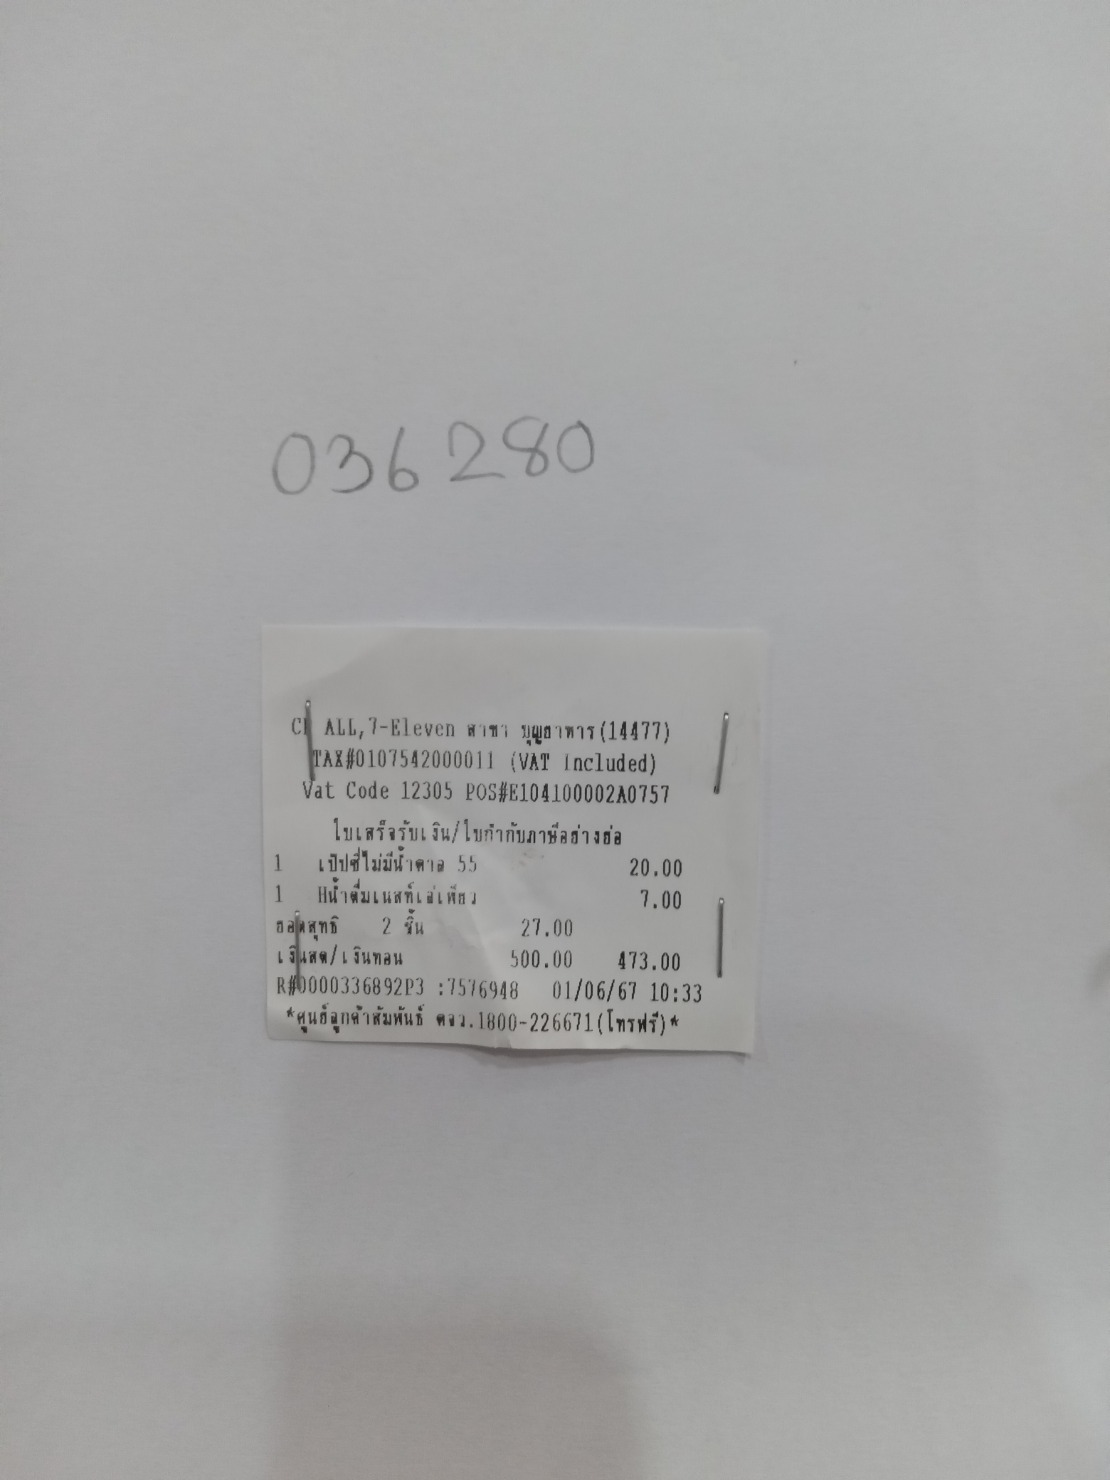 036280
CP ALL,7-Eleven สาขา บุญธาหาร(14477)
TAX#0107542000011 (VAT Included)
Vat Code 12305 POS#E104100002A0757
ใบเสร็จรับเงิน/ใบกำกับภาษีอย่างย่อ
1 เป๊ปซี่ไม่มีน้ำตาล 55 20.00
1 Hน้ำดื่มเนสท์เล่เพียว 7.00
ยอดสุทธิ 2 ชิ้น 27.00
เงินสด/เงินทอน 500.00 473.00
R#0000336892P3 :7576948 01/06/67 10:33
*ศูนย์ลูกค้าสัมพันธ์ ตจว.1800-226671(โทรฟรี)*